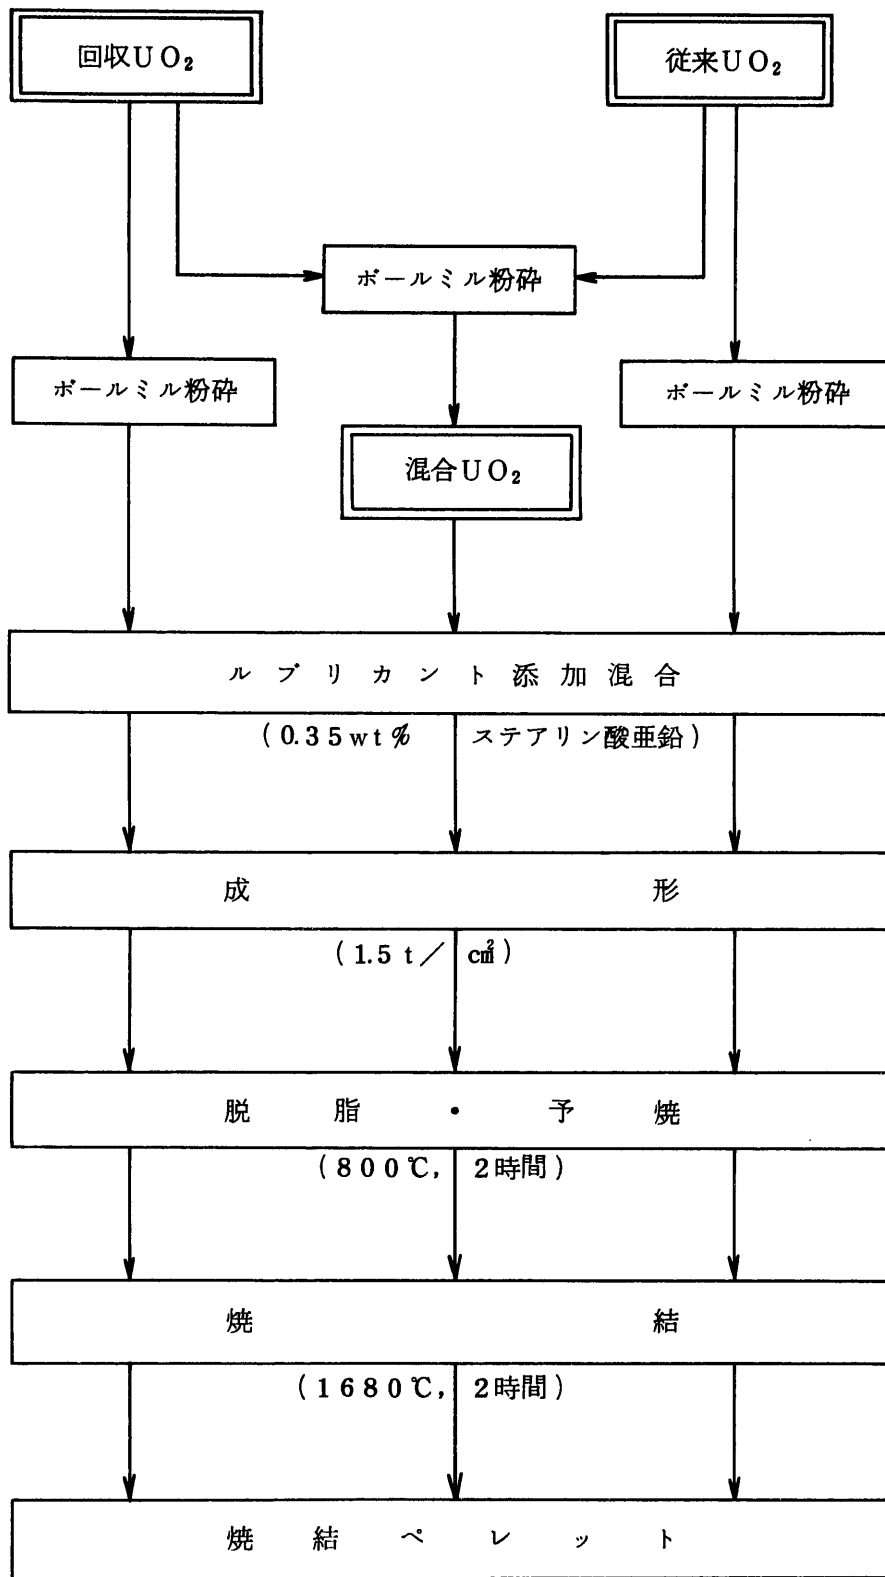 回収UO₂
従来UO₂
ボールミル粉砕
ボールミル粉砕
ボールミル粉砕
混合UO₂
ルブリカント添加混合
(0.35wt% ステアリン酸亜鉛)
成形
(1.5t/c㎡)
脱脂・予焼
(800℃, 2時間)
焼結
(1680℃, 2時間)
焼結ペレット